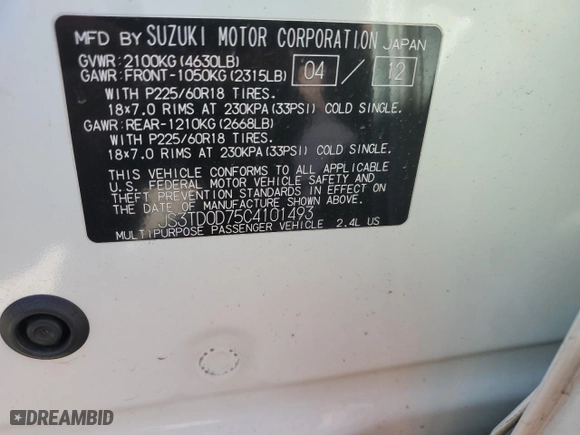 MFD BY SUZUKI MOTOR CORPORATION JAPAN
GVWR: 2100KG (4630LB)
GAWR: FRONT-1050KG (2315LB) 04 / 12
WITH P225/60R18 TIRES.
18×7.0 RIMS AT 230KPA (33PSI) COLD SINGLE.
GAWR: REAR-1210KG (2668LB)
WITH P225/60R18 TIRES.
18×7.0 RIMS AT 230KPA (33PSI) COLD SINGLE.
THIS VEHICLE CONFORMS TO ALL APPLICABLE
U.S. FEDERAL MOTOR VEHICLE SAFETY AND
THEFT PREVENTION STANDARDS IN EFFECT ON
THE DATE OF MANUFACTURE SHOWN ABOVE.
JS3TD0D75C4101493
MULTIPURPOSE PASSENGER VEHICLE 2.4L US
DREAMBID